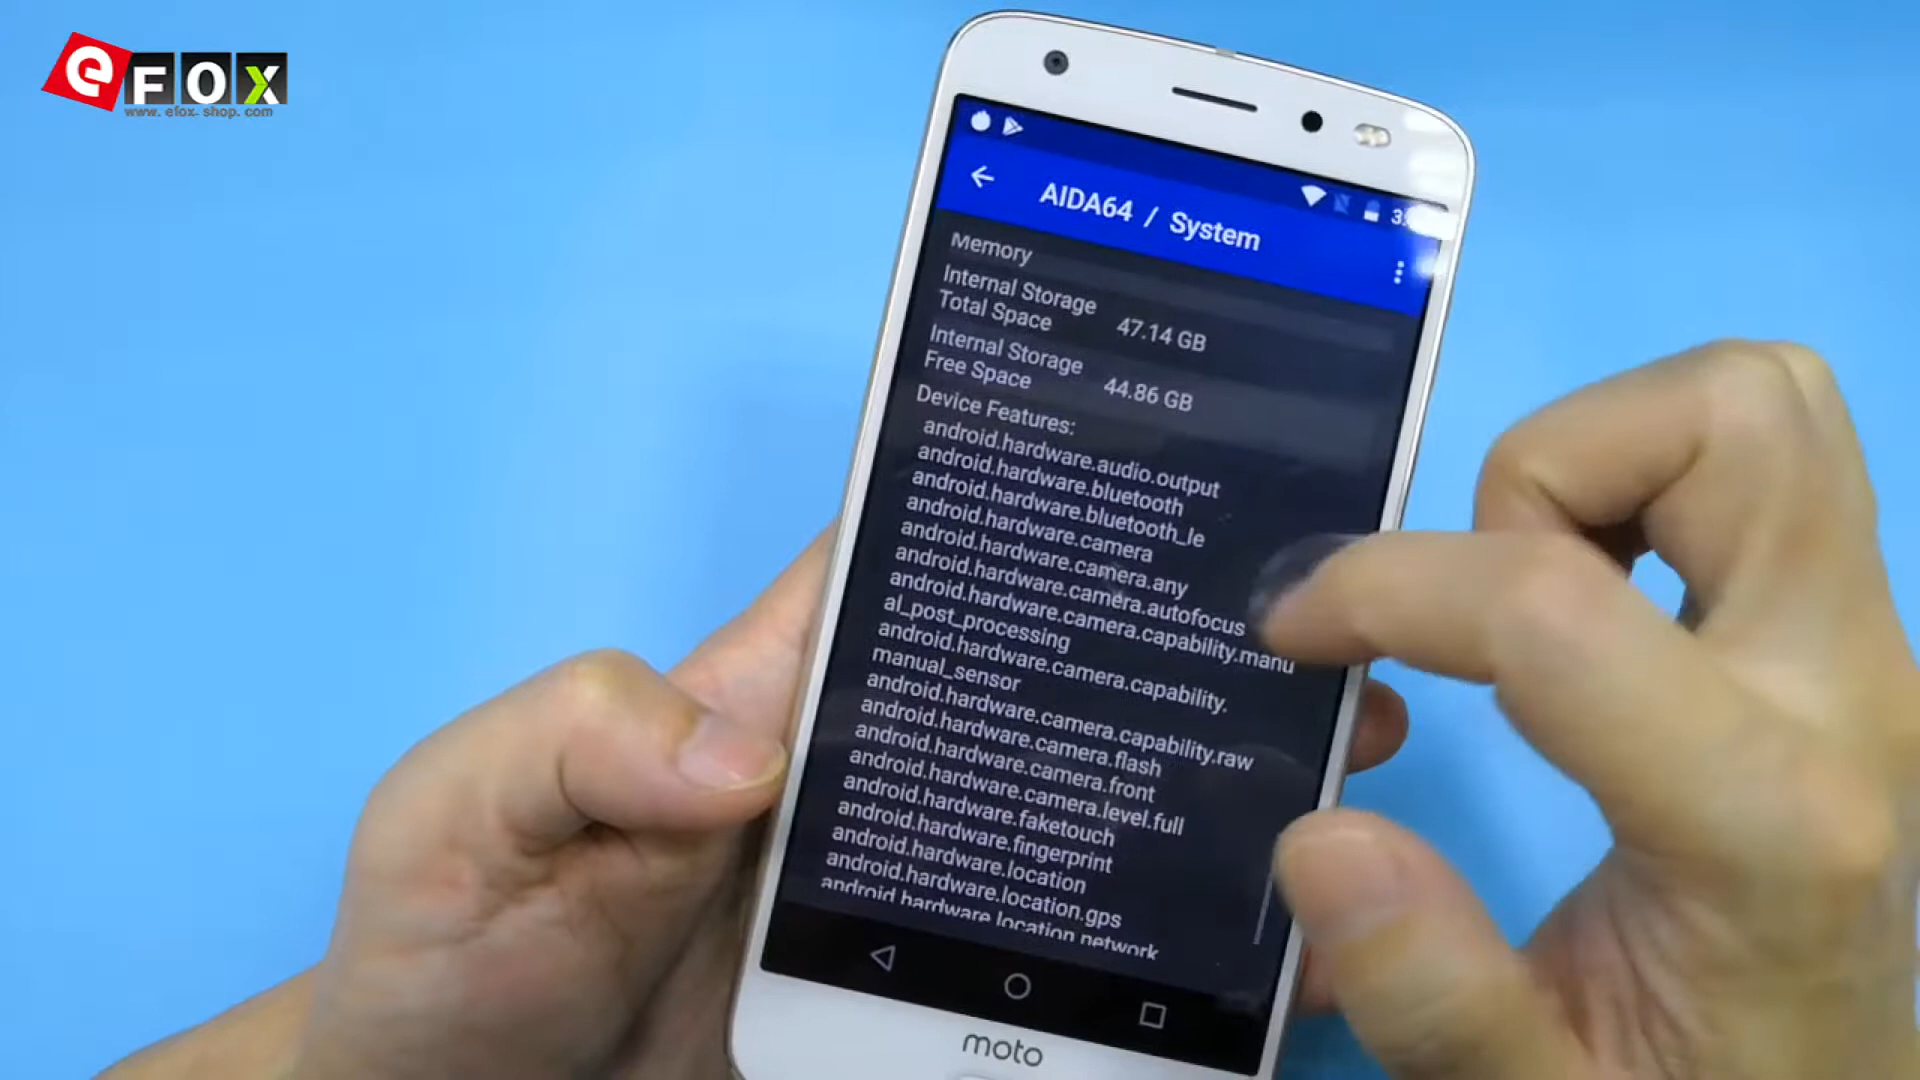 eFOX
www. efox-shop. com
AIDA64 / System
Memory
Internal Storage
Total Space
47.14 GB
Internal Storage
Free Space
44.86 GB
Device Features:
android.hardware.audio.output
android.hardware.bluetooth
android.hardware.bluetooth_le
android.hardware.camera
android.hardware.camera.any
android.hardware.camera.autofocus
android.hardware.camera.capability.manu
al_post_processing
android.hardware.camera.capability.
manual_sensor
android.hardware.camera.capability.raw
android.hardware.camera.flash
android.hardware.camera.front
android.hardware.camera.level.full
android.hardware.faketouch
android.hardware.fingerprint
android.hardware.location
android.hardware.location.gps
android.hardware.location.network
moto